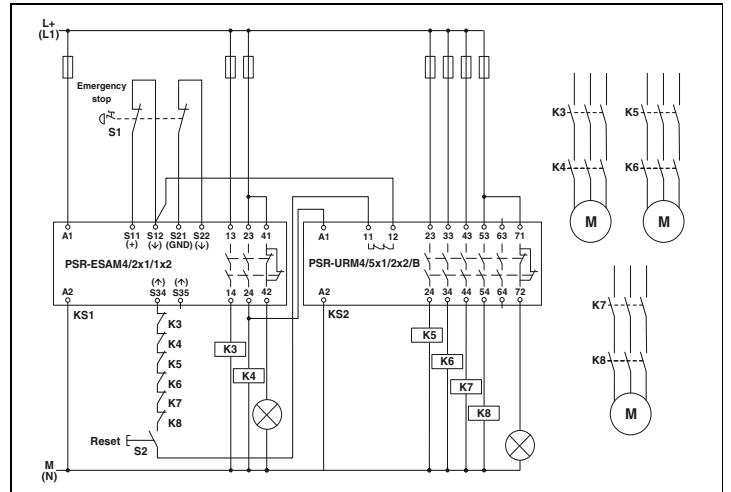 L+
(L1)
Emergency
stop
S1
K3
K5
K4
K6
M
M
A1
S11
S12
S21
S22
13
23
41
A1
11
12
23
33
43
53
63
71
(+)
(↓)
(GND)
(↓)
PSR-ESAM4/2x1/1x2
PSR-URM4/5x1/2x2/B
(↑)
(↑)
A2
S34
S35
14
24
42
A2
24
34
44
54
64
72
KS1
KS2
K3
K4
K5
K6
K7
K8
K3
K4
K5
K6
K7
K8
K7
K8
M
Reset
S2
M
(N)